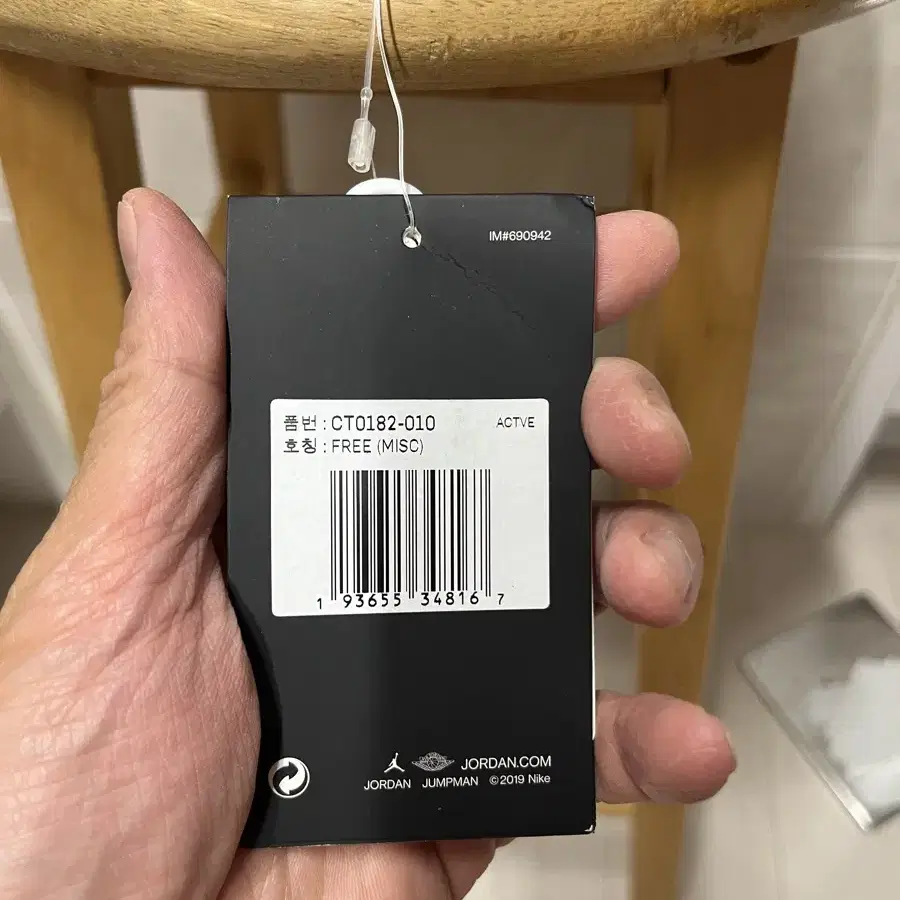 IM#690942
품번 : CT0182-010 ACTVE
호칭 : FREE (MISC)
1 93655 34816 7
JORDAN.COM
JORDAN JUMPMAN ©2019 Nike